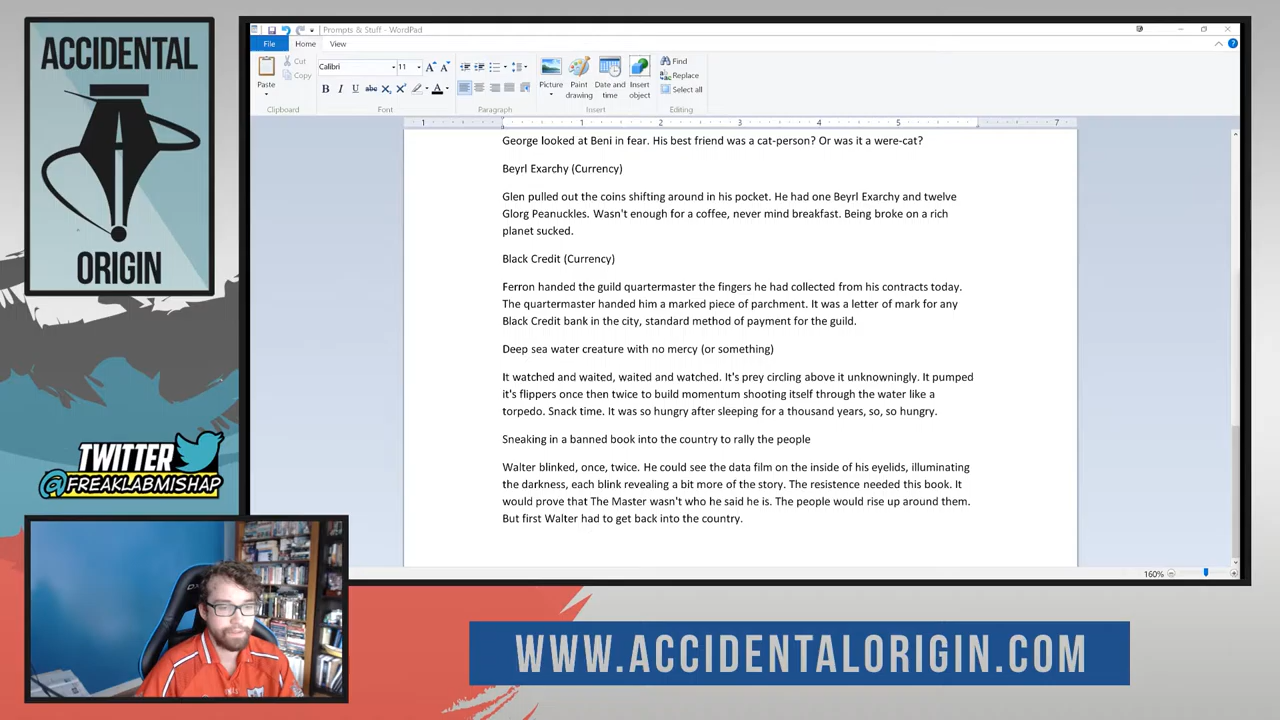 ACCIDENTAL
ORIGIN
TWITTER
@FREAKLABMISHAP
Prompts & Stuff - WordPad
File
Home
View
Paste
Cut
Copy
Clipboard
Calibri
11
B I U abc X₂ X²
A
Font
Paragraph
Picture
Paint
drawing
Date and
time
Insert
object
Insert
Find
Replace
Select all
Editing
1 1 2 3 4 5 7
George looked at Beni in fear. His best friend was a cat-person? Or was it a were-cat?
Beyrl Exarchy (Currency)
Glen pulled out the coins shifting around in his pocket. He had one Beyrl Exarchy and twelve
Glorg Peanuckles. Wasn't enough for a coffee, never mind breakfast. Being broke on a rich
planet sucked.
Black Credit (Currency)
Ferron handed the guild quartermaster the fingers he had collected from his contracts today.
The quartermaster handed him a marked piece of parchment. It was a letter of mark for any
Black Credit bank in the city, standard method of payment for the guild.
Deep sea water creature with no mercy (or something)
It watched and waited, waited and watched. It's prey circling above it unknowningly. It pumped
it's flippers once then twice to build momentum shooting itself through the water like a
torpedo. Snack time. It was so hungry after sleeping for a thousand years, so, so hungry.
Sneaking in a banned book into the country to rally the people
Walter blinked, once, twice. He could see the data film on the inside of his eyelids, illuminating
the darkness, each blink revealing a bit more of the story. The resistance needed this book. It
would prove that The Master wasn't who he said he is. The people would rise up around them.
But first Walter had to get back into the country.
160%
WWW.ACCIDENTALORIGIN.COM